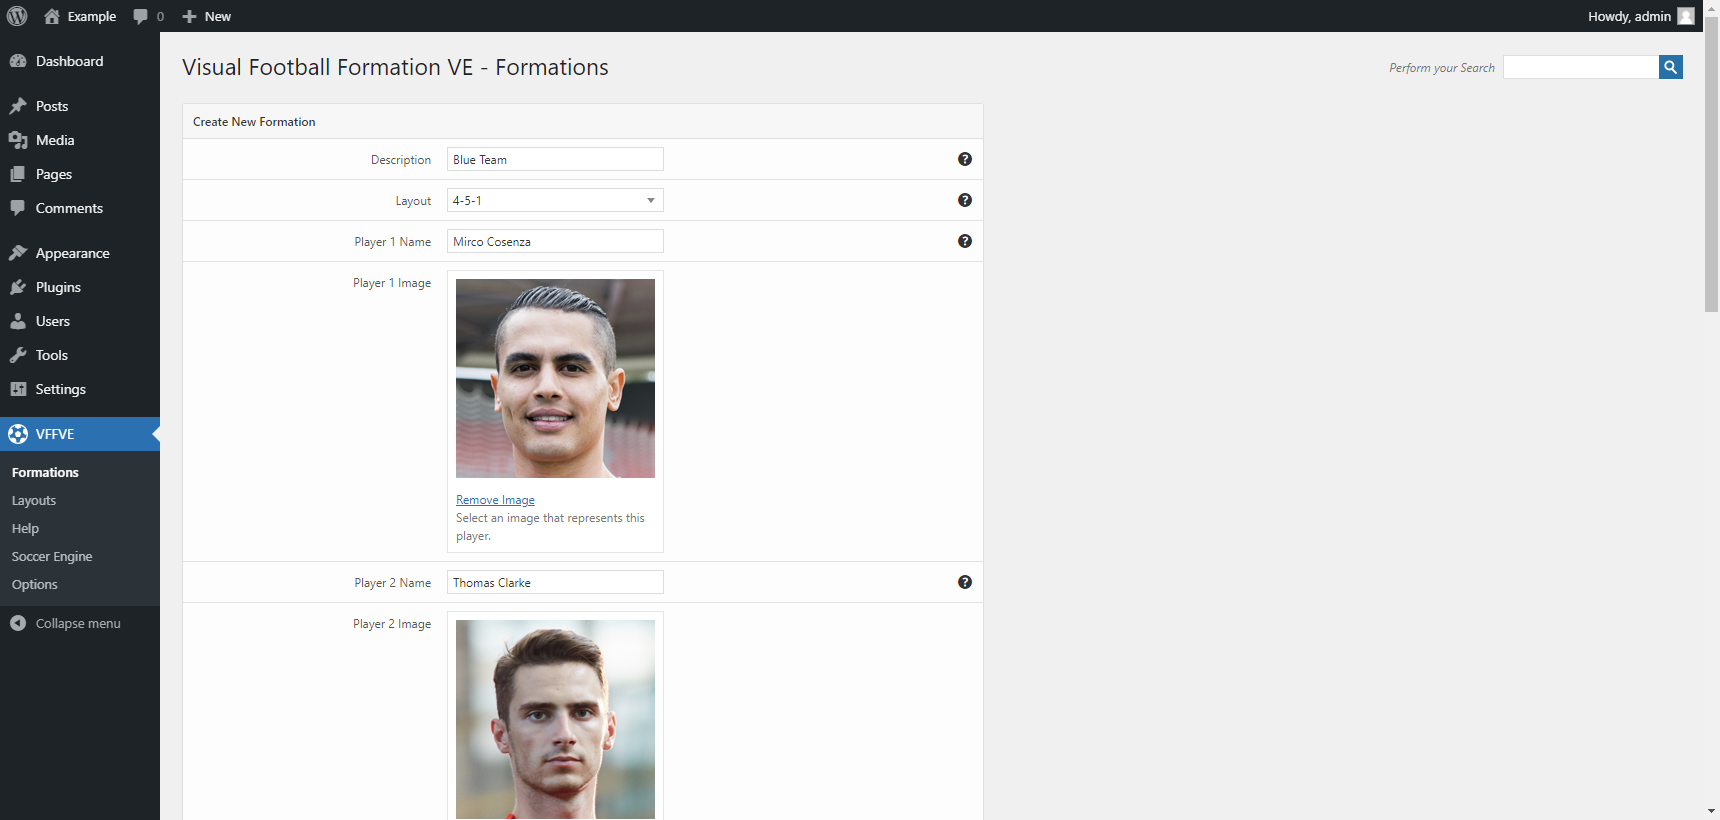 Example 0 New Howdy, admin
Dashboard
Posts
Media
Pages
Comments
Appearance
Plugins
Users
Tools
Settings
VFFVE
Formations
Layouts
Help
Soccer Engine
Options
Collapse menu
Visual Football Formation VE - Formations
Perform your Search
Create New Formation
Description Blue Team ?
Layout 4-5-1 ?
Player 1 Name Mirco Cosenza ?
Player 1 Image
Remove Image
Select an image that represents this
player.
Player 2 Name Thomas Clarke ?
Player 2 Image